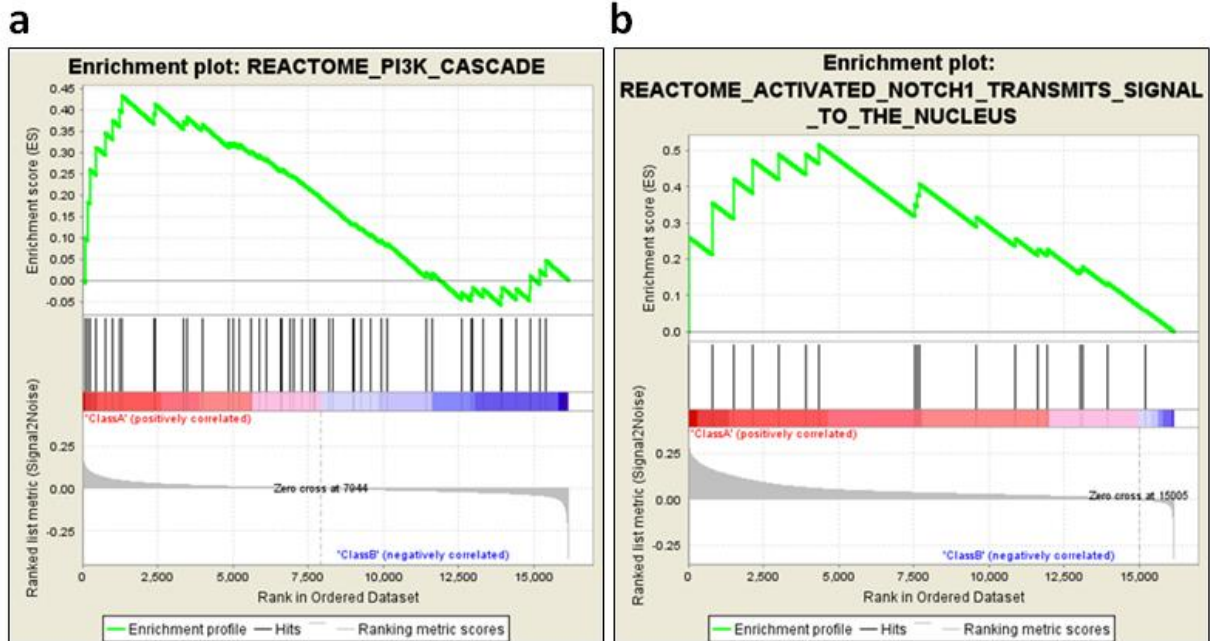 a
Enrichment plot: REACTOME_PI3K_CASCADE
0.45
0.40
0.35
0.30
0.25
0.20
0.15
0.10
0.05
0.00
-0.05
Enrichment score (ES)
'ClassA' (positively correlated)
0.25
0.00
-0.25
Ranked list metric (Signal2Noise)
Zero cross at 7944
'ClassB' (negatively correlated)
0 2,500 5,000 7,500 10,000 12,500 15,000
Rank in Ordered Dataset
Enrichment profile Hits Ranking metric scores
b
Enrichment plot:
REACTOME_ACTIVATED_NOTCH1_TRANSMITS_SIGNAL
_TO_THE_NUCLEUS
0.5
0.4
0.3
0.2
0.1
0.0
Enrichment score (ES)
'ClassA' (positively correlated)
0.25
0.00
-0.25
Ranked list metric (Signal2Noise)
Zero cross at 15005
'ClassB' (negatively correlated)
0 2,500 5,000 7,500 10,000 12,500 15,000
Rank in Ordered Dataset
Enrichment profile Hits Ranking metric scores